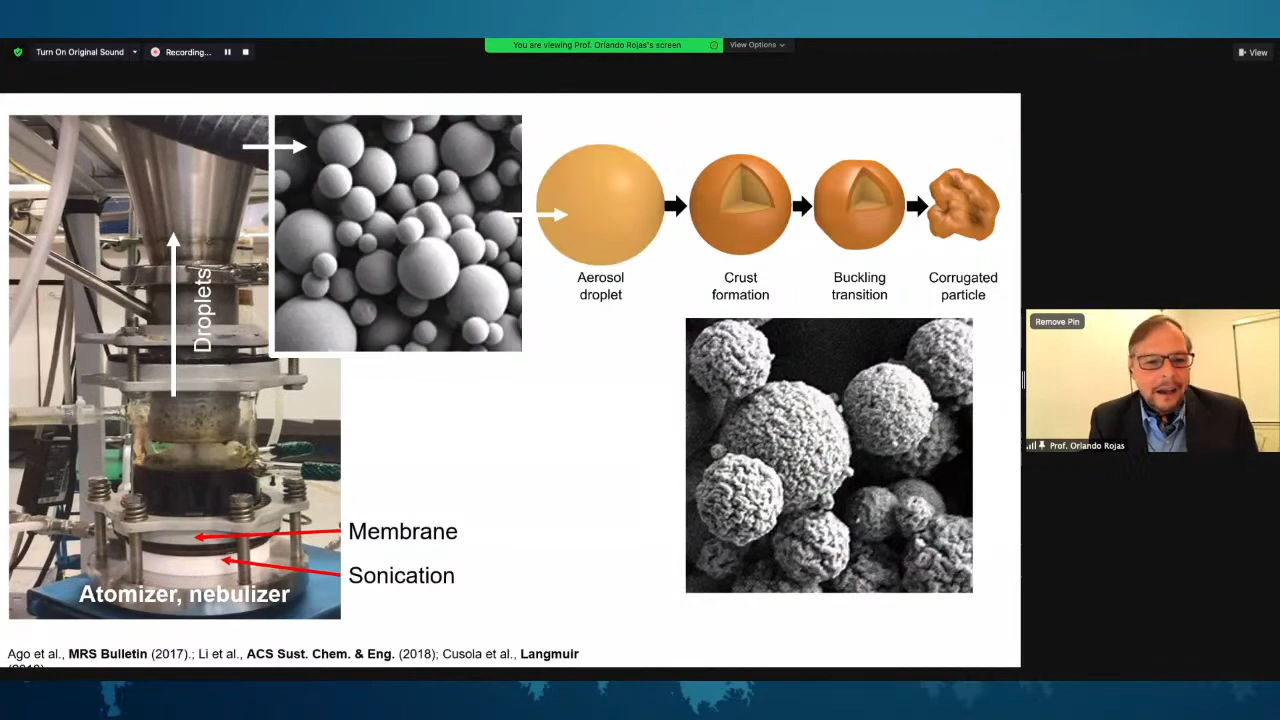 Turn On Original Sound
Recording...
You are viewing Prof. Orlando Rojas's screen
View Options
View
Droplets
Aerosol
droplet
Crust
formation
Buckling
transition
Corrugated
particle
Remove Pin
Prof. Orlando Rojas
Membrane
Sonication
Atomizer, nebulizer
Ago et al., MRS Bulletin (2017).; Li et al., ACS Sust. Chem. & Eng. (2018); Cusola et al., Langmuir